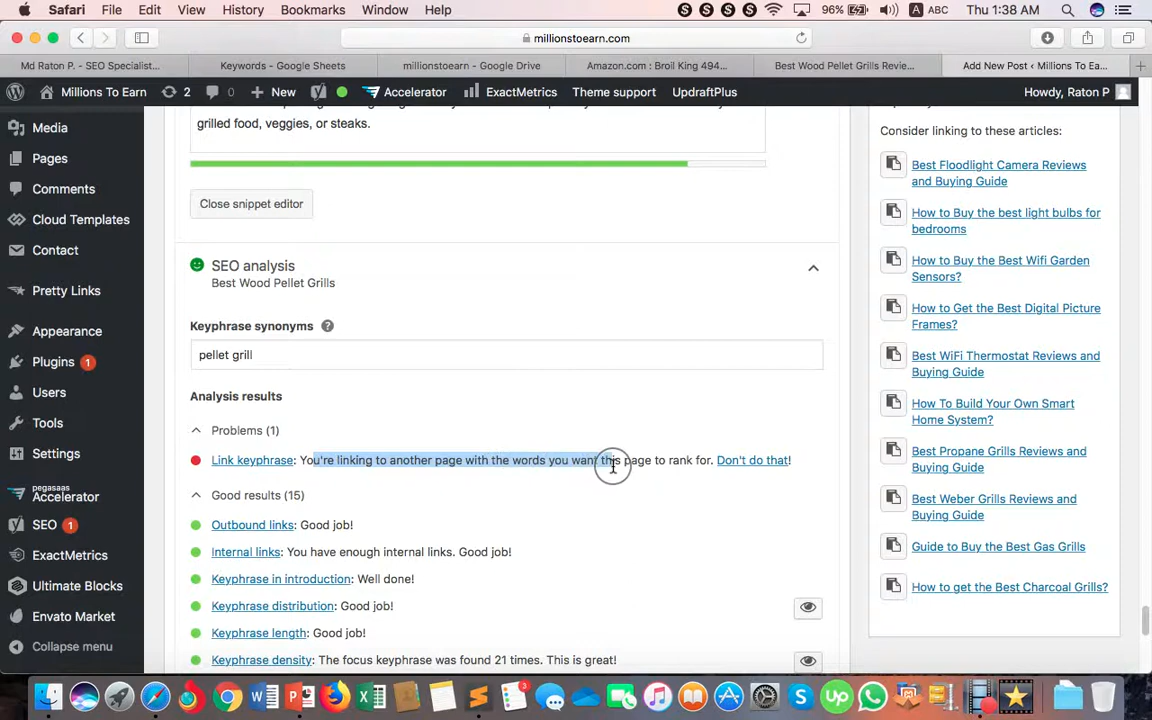 Safari File Edit View History Bookmarks Window Help 96% A ABC Thu 1:38 AM
millionstoearn.com
Md Raton P. - SEO Specialist... Keywords - Google Sheets millionstoearn - Google Drive Amazon.com : Broil King 494... Best Wood Pellet Grills Revie... Add New Post ‹ Millions To Ea...
Millions To Earn 2 0 New Accelerator ExactMetrics Theme support UpdraftPlus Howdy, Raton P
Media
Pages
Comments
Cloud Templates
Contact
Pretty Links
Appearance
Plugins 1
Users
Tools
Settings
pegasaas
Accelerator
SEO 1
ExactMetrics
Ultimate Blocks
Envato Market
Collapse menu
grilled food, veggies, or steaks.
Close snippet editor
SEO analysis
Best Wood Pellet Grills
Keyphrase synonyms ?
pellet grill
Analysis results
Problems (1)
Link keyphrase: You're linking to another page with the words you want this page to rank for. Don't do that!
Good results (15)
Outbound links: Good job!
Internal links: You have enough internal links. Good job!
Keyphrase in introduction: Well done!
Keyphrase distribution: Good job!
Keyphrase length: Good job!
Keyphrase density: The focus keyphrase was found 21 times. This is great!
Consider linking to these articles:
Best Floodlight Camera Reviews
and Buying Guide
How to Buy the best light bulbs for
bedrooms
How to Buy the Best Wifi Garden
Sensors?
How to Get the Best Digital Picture
Frames?
Best WiFi Thermostat Reviews and
Buying Guide
How To Build Your Own Smart
Home System?
Best Propane Grills Reviews and
Buying Guide
Best Weber Grills Reviews and
Buying Guide
Guide to Buy the Best Gas Grills
How to get the Best Charcoal Grills?
3